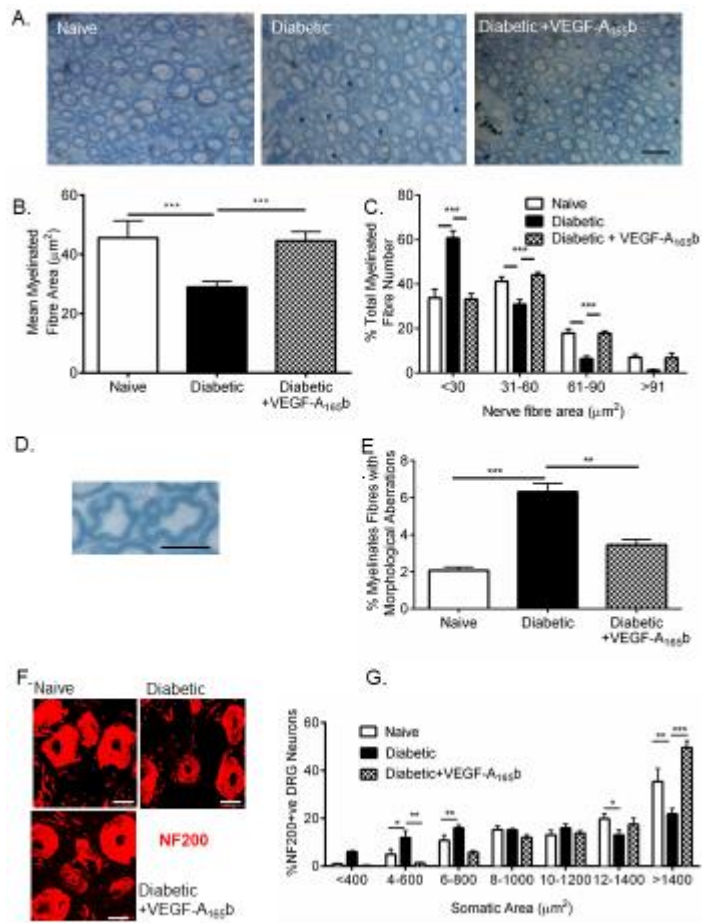 A.
Naive
Diabetic
Diabetic +VEGF-A₁₆₅b
B.
Mean Myelinated
Fibre Area (μm²)
60
40
20
0
***
***
Naive
Diabetic
Diabetic
+VEGF-A₁₆₅b
C.
% Total Myelinated
Fibre Number
80
60
40
20
0
Naive
Diabetic
Diabetic + VEGF-A₁₆₅b
***
***
***
<30
31-60
61-90
>91
Nerve fibre area (μm²)
D.
E.
% Myelinates Fibres with
Morphological Aberrations
8
6
4
2
0
***
**
Naive
Diabetic
Diabetic
+VEGF-A₁₆₅b
F.
Naive
Diabetic
NF200
Diabetic
+VEGF-A₁₆₅b
G.
%NF200+ve DRG Neurons
60
40
20
0
Naive
Diabetic
Diabetic+VEGF-A₁₆₅b
*
**
**
*
**
***
<400
4-600
6-800
8-1000
10-1200
12-1400
>1400
Somatic Area (μm²)